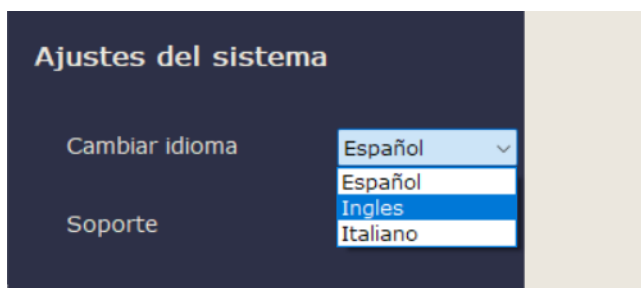 Ajustes del sistema
Cambiar idioma
Español
Español
Ingles
Italiano
Soporte